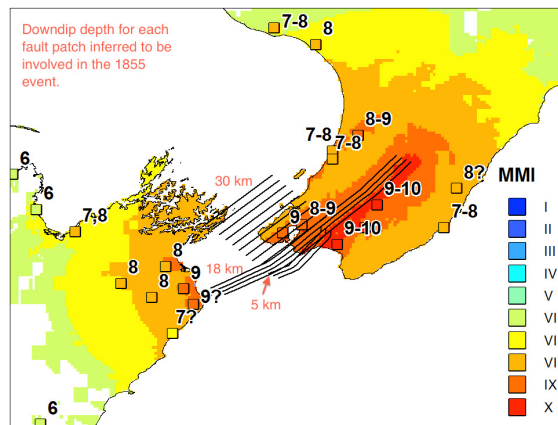 Downdip depth for each
fault patch inferred to be
involved in the 1855
event.
7-8
8
8-9
7-8
7-8
6
6
30 km
8?
MMI
9-10
7,8
8-9
7-8
9
9-10
I
II
III
IV
V
VI
VI
VI
IX
X
8
18 km
8
9
8
9?
5 km
7?
6